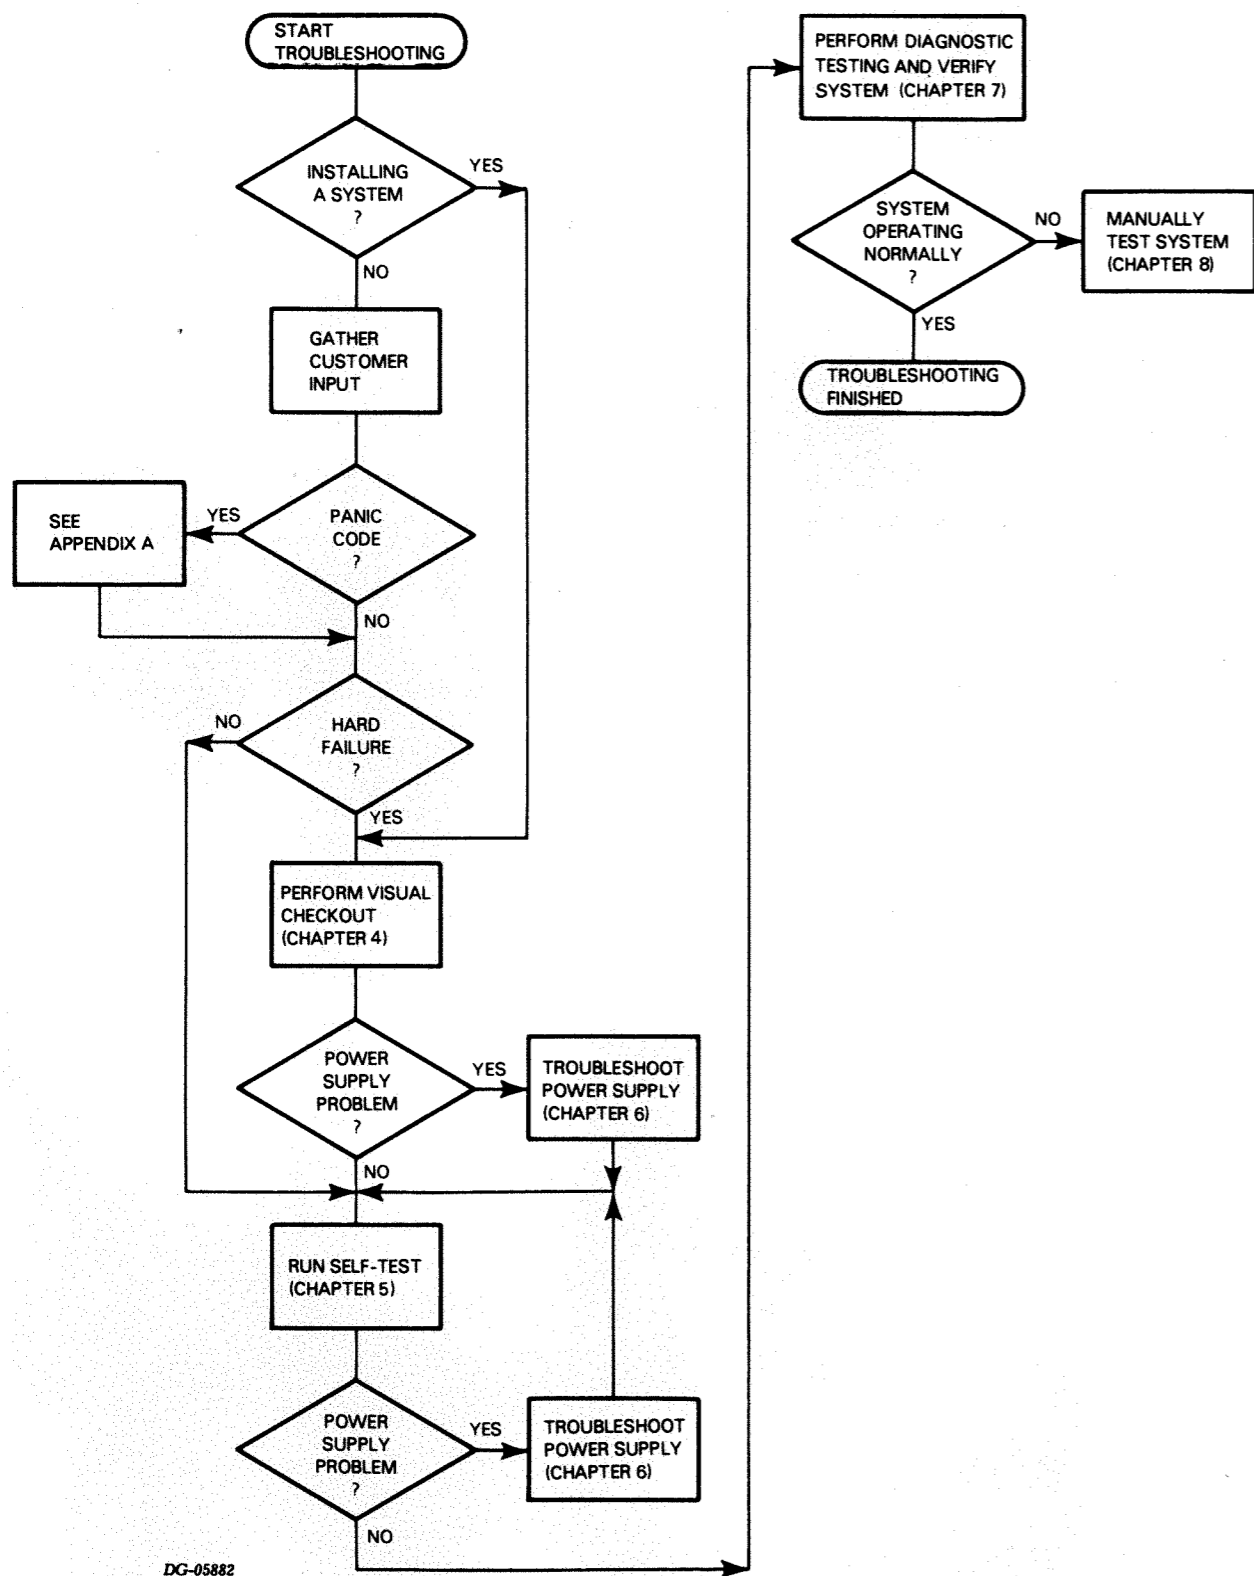 START
TROUBLESHOOTING
INSTALLING
A SYSTEM
?
YES
NO
GATHER
CUSTOMER
INPUT
PANIC
CODE
?
YES
SEE
APPENDIX A
NO
HARD
FAILURE
?
NO
YES
PERFORM VISUAL
CHECKOUT
(CHAPTER 4)
POWER
SUPPLY
PROBLEM
?
YES
TROUBLESHOOT
POWER SUPPLY
(CHAPTER 6)
NO
RUN SELF-TEST
(CHAPTER 5)
POWER
SUPPLY
PROBLEM
?
YES
TROUBLESHOOT
POWER SUPPLY
(CHAPTER 6)
NO
PERFORM DIAGNOSTIC
TESTING AND VERIFY
SYSTEM (CHAPTER 7)
SYSTEM
OPERATING
NORMALLY
?
NO
MANUALLY
TEST SYSTEM
(CHAPTER 8)
YES
TROUBLESHOOTING
FINISHED
DG-05882